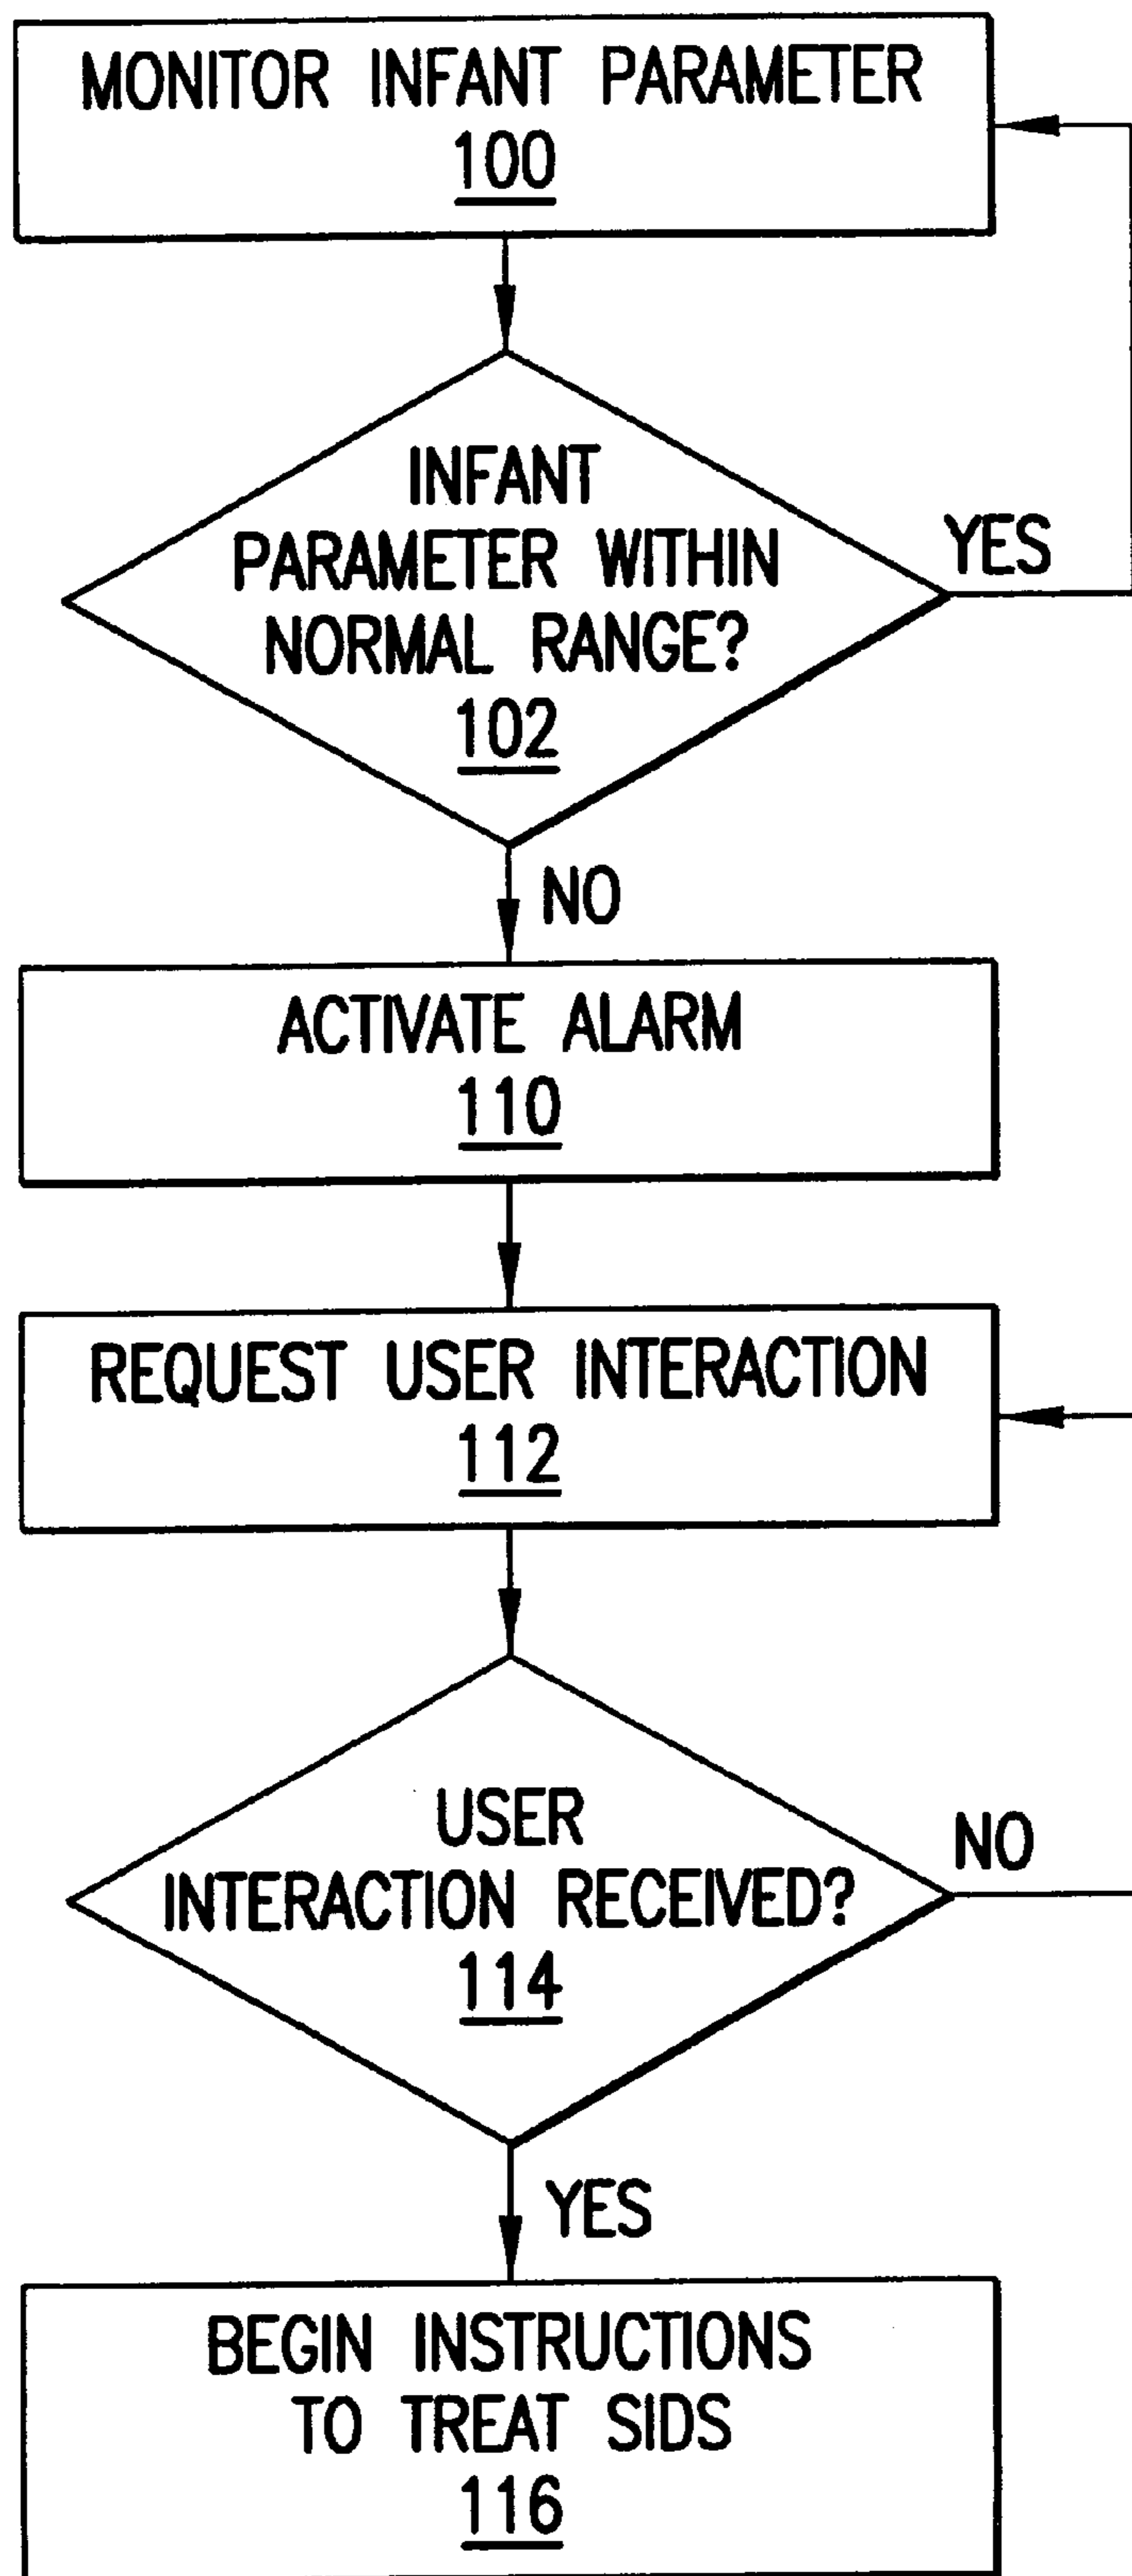 MONITOR INFANT PARAMETER
100
INFANT
PARAMETER WITHIN
NORMAL RANGE?
102
YES
NO
ACTIVATE ALARM
110
REQUEST USER INTERACTION
112
USER
INTERACTION RECEIVED?
114
NO
YES
BEGIN INSTRUCTIONS
TO TREAT SIDS
116